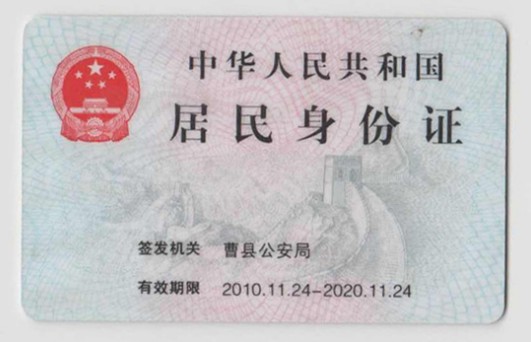 中华人民共和国
居民身份证
签发机关 曹县公安局
有效期限 2010.11.24-2020.11.24